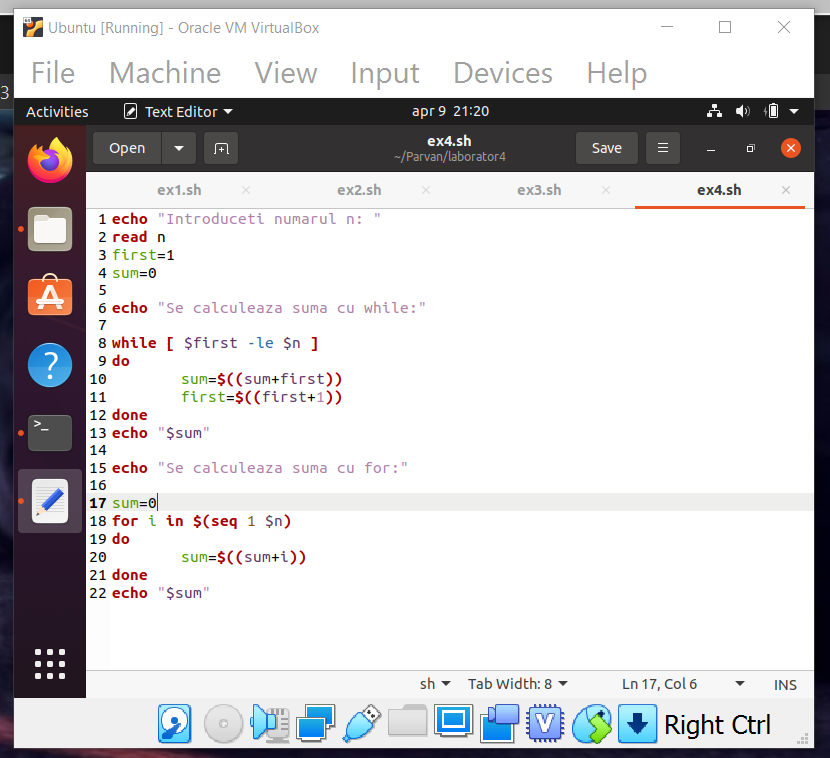 Ubuntu [Running] - Oracle VM VirtualBox
File Machine View Input Devices Help
3
Activities Text Editor apr 9 21:20
Open ex4.sh Save
~/Parvan/laborator4
ex1.sh ex2.sh ex3.sh ex4.sh
1 echo "Introduceti numarul n: "
2 read n
3 first=1
4 sum=0
5
6 echo "Se calculeaza suma cu while:"
7
8 while [ $first -le $n ]
9 do
10 sum=$((sum+first))
11 first=$((first+1))
12 done
13 echo "$sum"
14
15 echo "Se calculeaza suma cu for:"
16
17 sum=0
18 for i in $(seq 1 $n)
19 do
20 sum=$((sum+i))
21 done
22 echo "$sum"
sh Tab Width: 8 Ln 17, Col 6 INS
Right Ctrl